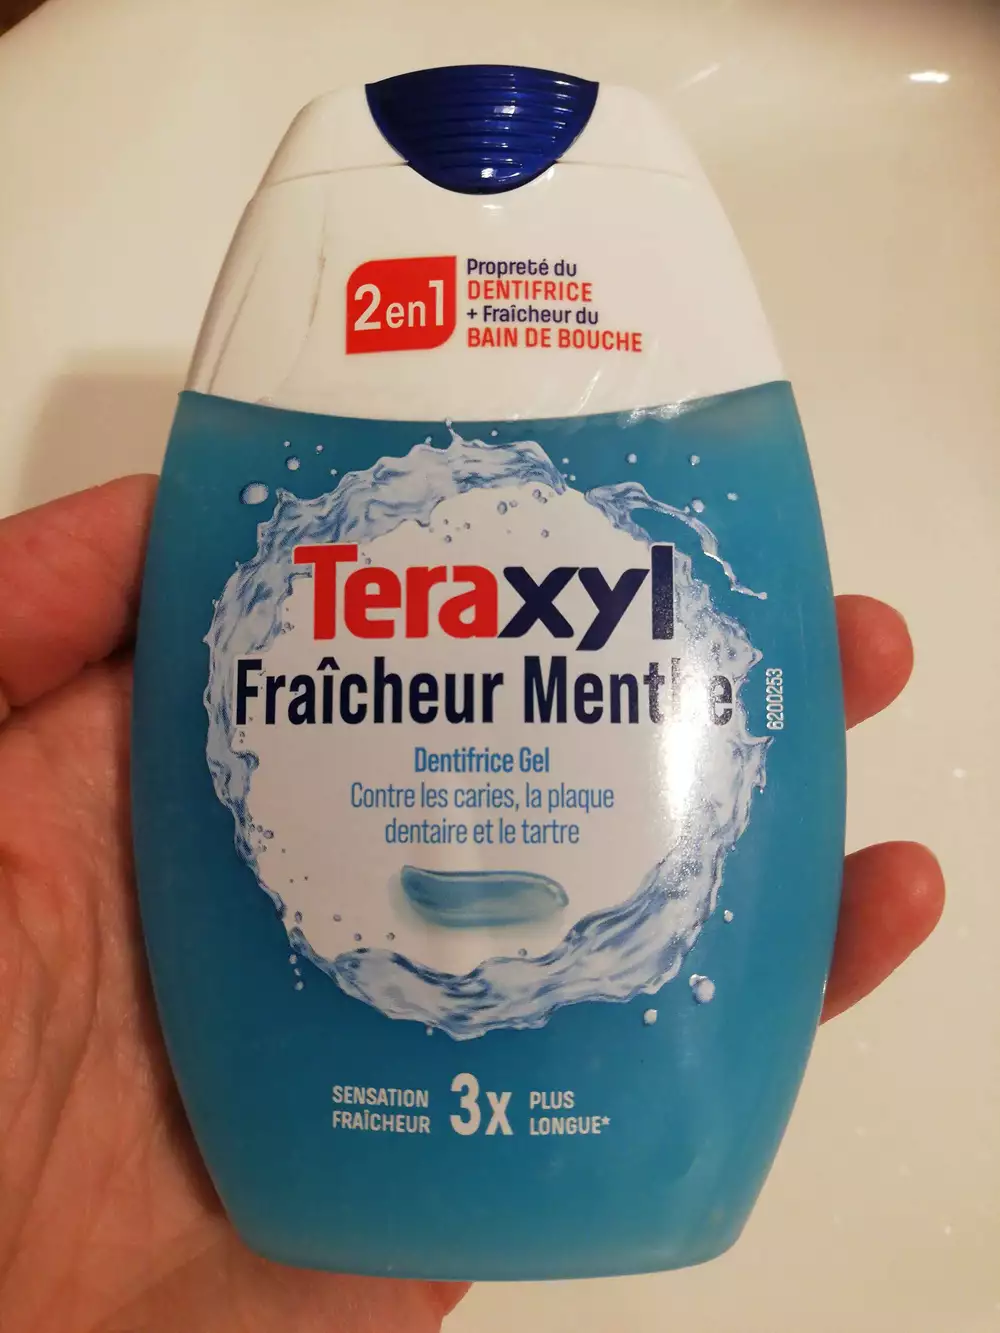 2en1
Propreté du
DENTIFRICE
+ Fraîcheur du
BAIN DE BOUCHE
Teraxyl
Fraîcheur Menthe
6200253
Dentifrice Gel
Contre les caries, la plaque
dentaire et le tartre
SENSATION
FRAÎCHEUR
3x
PLUS
LONGUE*